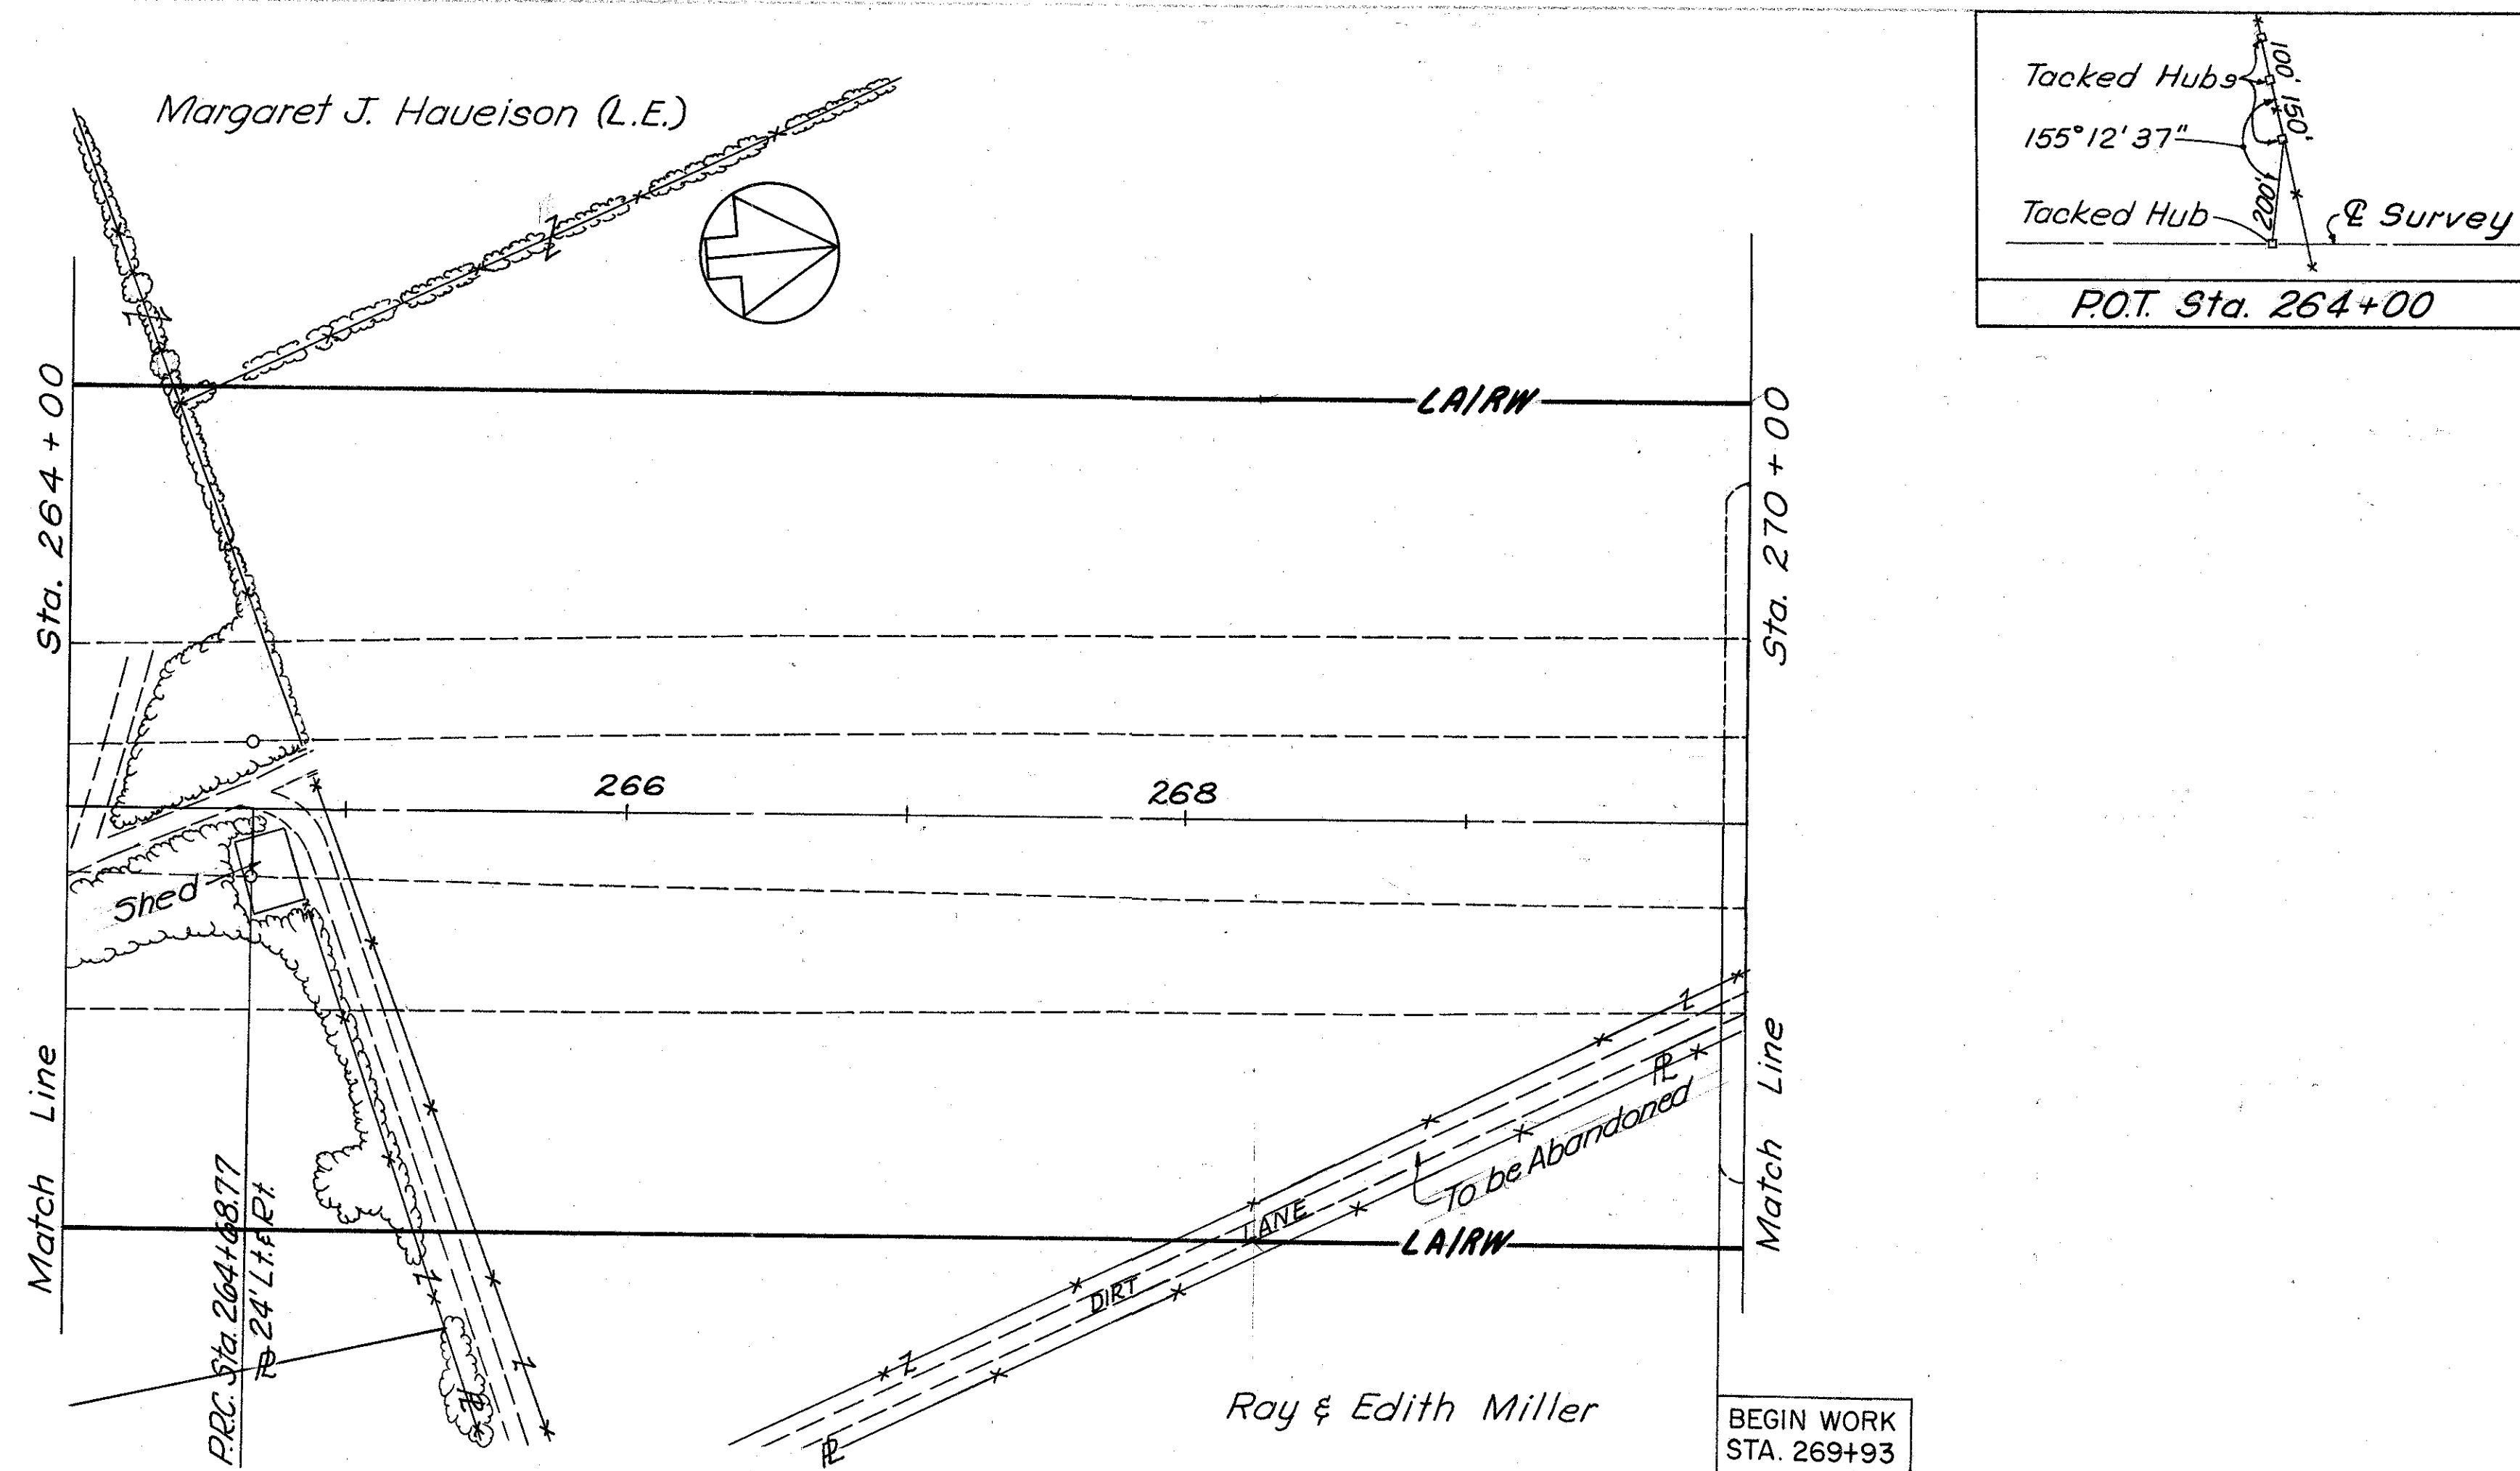 Margaret J. Haueison (L.E.)
Tacked Hubs
100'
150'
155°12'37"
200'
Tacked Hub
℄ Survey
P.O.T. Sta. 264+00
Sta. 264+00
LA/RW
Sta. 270+00
266
268
Shed
Match Line
P.R.C. Sta. 264+68.77
24' Lt. & Rt.
To be Abandoned
LANE
DIRT
LA/RW
Match Line
Ray & Edith Miller
BEGIN WORK
STA. 269+93